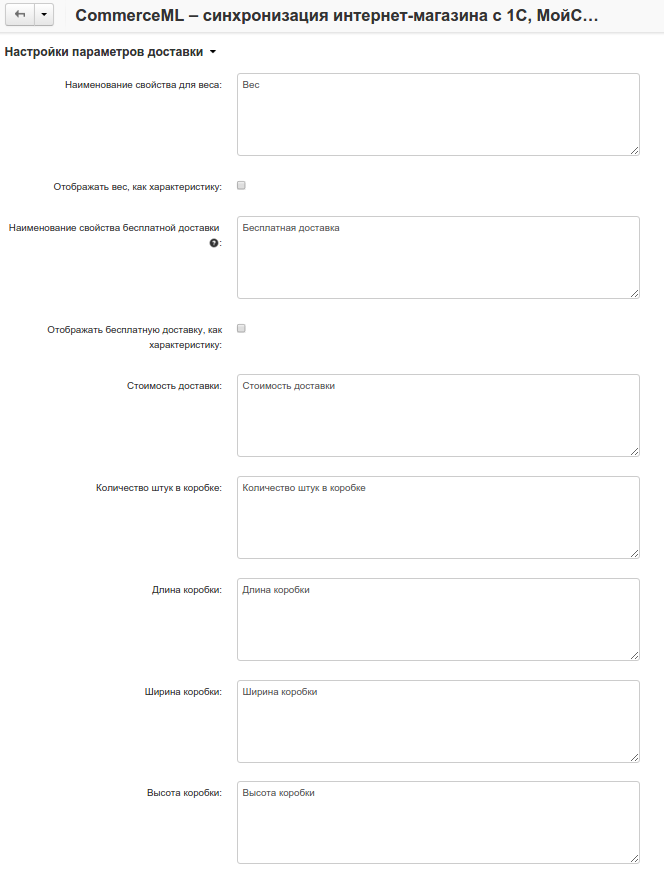 CommerceML – синхронизация интернет-магазина с 1С, МойС…
Настройки параметров доставки
Наименование свойства для веса:
Вес
Отображать вес, как характеристику:
Наименование свойства бесплатной доставки
?:
Бесплатная доставка
Отображать бесплатную доставку, как
характеристику:
Стоимость доставки:
Стоимость доставки
Количество штук в коробке:
Количество штук в коробке
Длина коробки:
Длина коробки
Ширина коробки:
Ширина коробки
Высота коробки:
Высота коробки